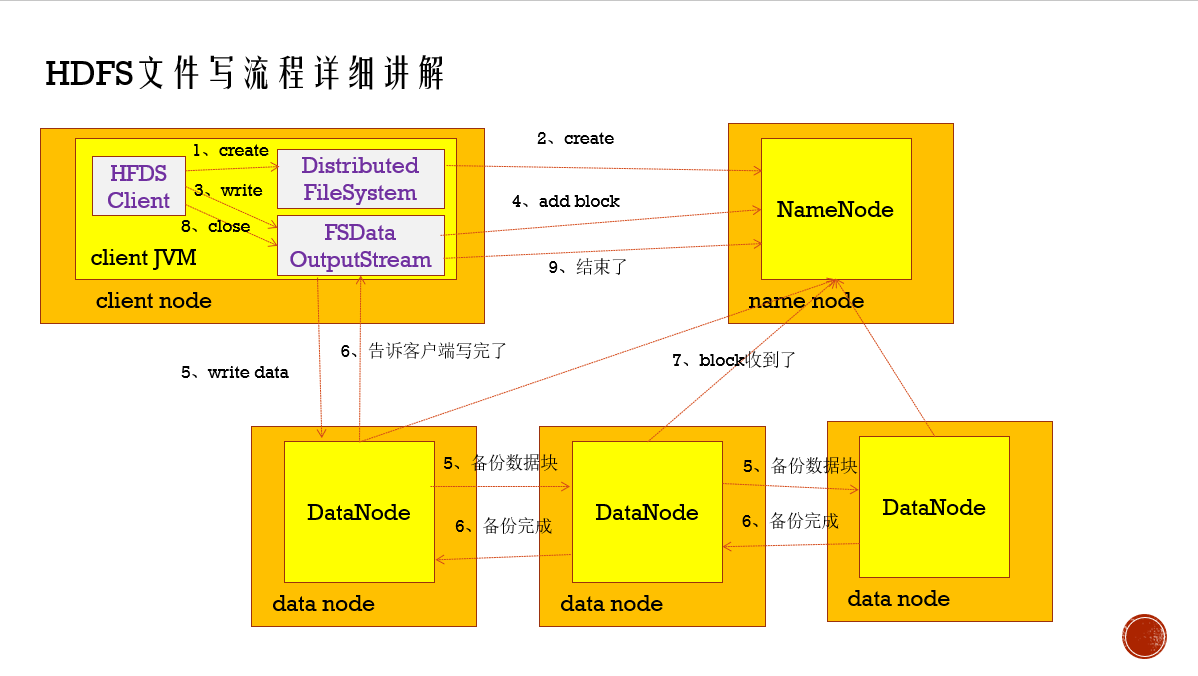 HDFS文件写流程详细讲解
1、create
2、create
HFDS
Client
Distributed
FileSystem
3、write
4、add block
NameNode
8、close
FSData
OutputStream
client JVM
9、结束了
client node
name node
6、告诉客户端写完了
7、block收到了
5、write data
5、备份数据块
5、备份数据块
DataNode
DataNode
DataNode
6、备份完成
6、备份完成
data node
data node
data node